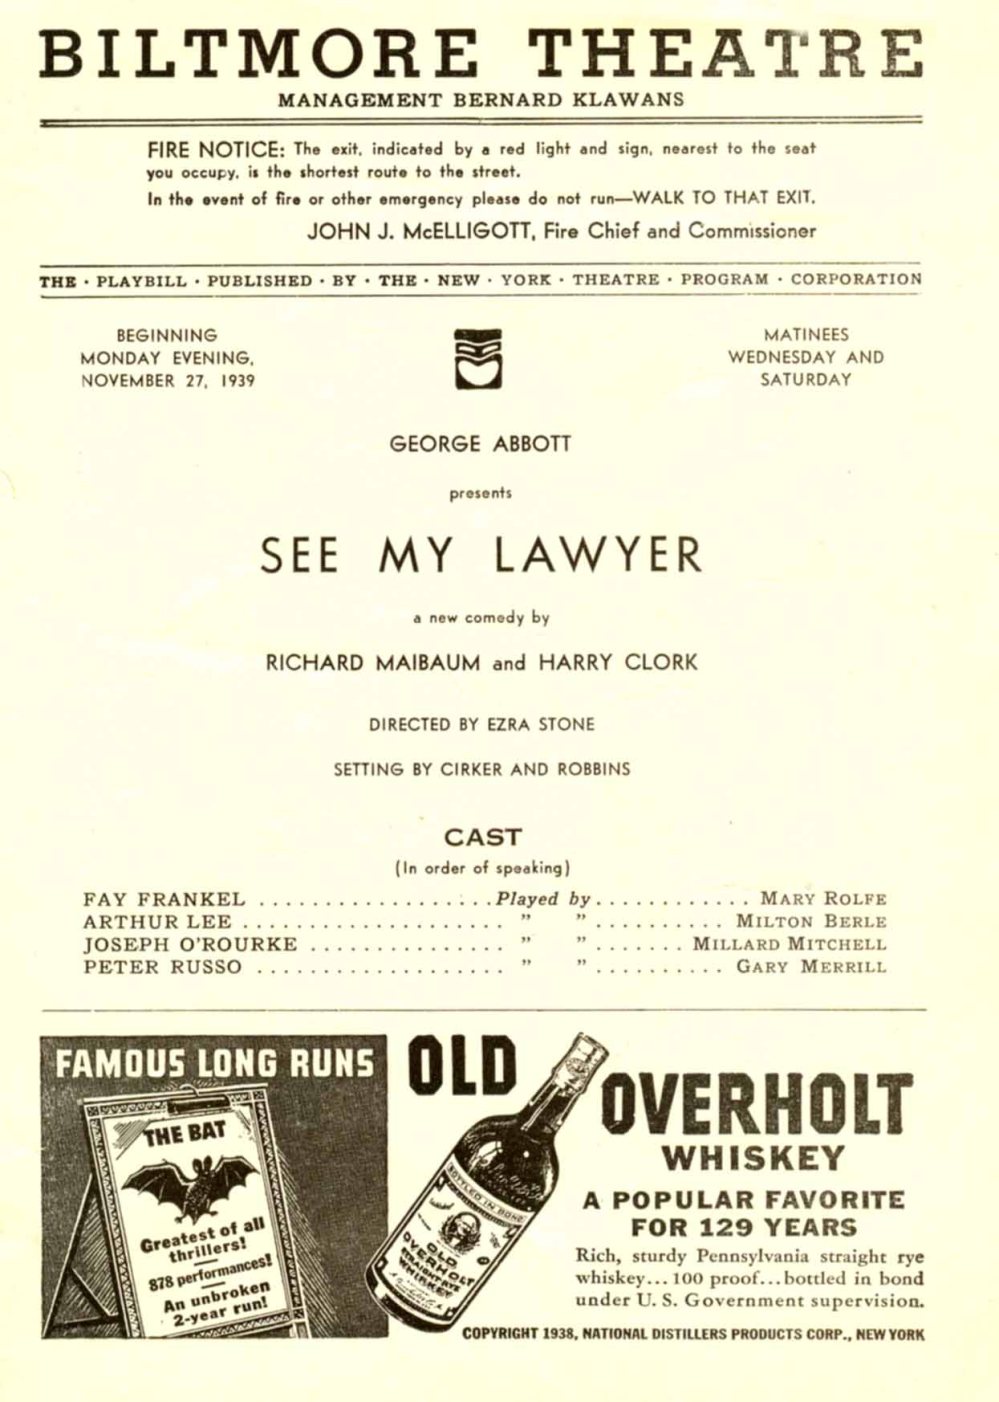 BILTMORE THEATRE
MANAGEMENT BERNARD KLAWANS
FIRE NOTICE: The exit, indicated by a red light and sign, nearest to the seat
you occupy, is the shortest route to the street.
In the event of fire or other emergency please do not run—WALK TO THAT EXIT.
JOHN J. McELLIGOTT, Fire Chief and Commissioner
THE · PLAYBILL · PUBLISHED · BY · THE · NEW · YORK · THEATRE · PROGRAM · CORPORATION
BEGINNING
MONDAY EVENING,
NOVEMBER 27, 1939
MATINEES
WEDNESDAY AND
SATURDAY
GEORGE ABBOTT
presents
SEE MY LAWYER
a new comedy by
RICHARD MAIBAUM and HARRY CLORK
DIRECTED BY EZRA STONE
SETTING BY CIRKER AND ROBBINS
CAST
(In order of speaking)
FAY FRANKEL ..................Played by............ MARY ROLFE
ARTHUR LEE .................... " " .......... MILTON BERLE
JOSEPH O'ROURKE ............... " " ....... MILLARD MITCHELL
PETER RUSSO ................... " " .......... GARY MERRILL
FAMOUS LONG RUNS
THE BAT
Greatest of all
thrillers!
878 performances!
An unbroken
2-year run!
BOTTLED IN BOND
OLD
OVERHOLT
STRAIGHT RYE
WHISKEY
OLD
OVERHOLT
WHISKEY
A POPULAR FAVORITE
FOR 129 YEARS
Rich, sturdy Pennsylvania straight rye
whiskey...100 proof...bottled in bond
under U. S. Government supervision.
COPYRIGHT 1938, NATIONAL DISTILLERS PRODUCTS CORP., NEW YORK